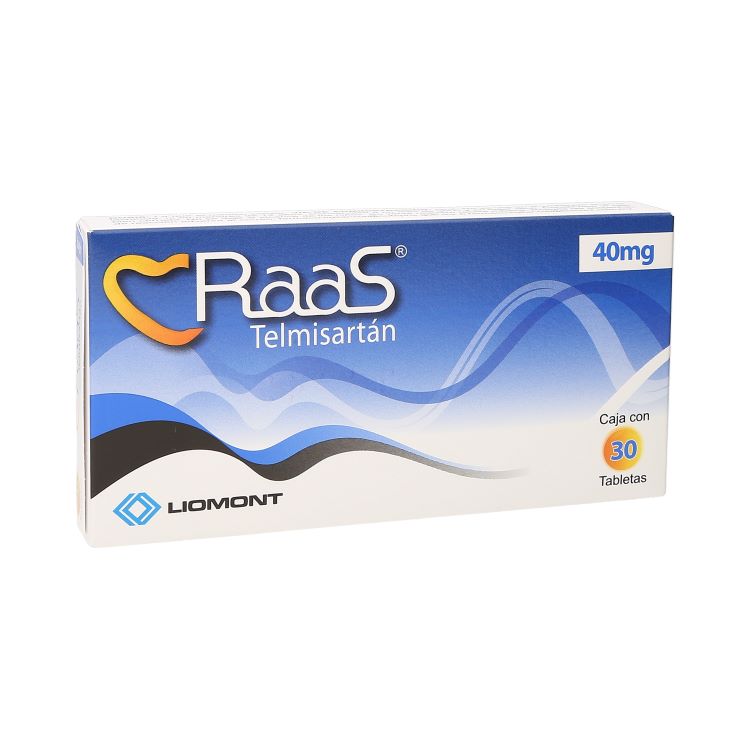 RaaS®
Telmisartán
40mg
Caja con
30
Tabletas
LIOMONT